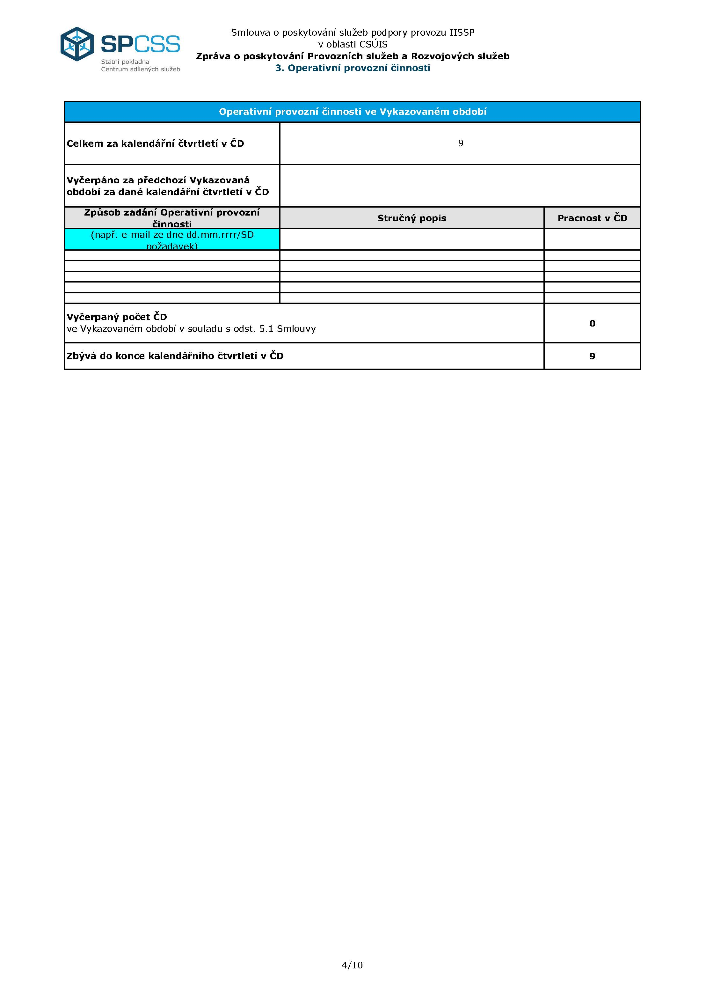 SPCSS
Státní pokladna
Centrum sdílených služeb
Smlouva o poskytování služeb podpory provozu IISSP
v oblasti CSÚIS
Zpráva o poskytování Provozních služeb a Rozvojových služeb
3. Operativní provozní činnosti
Operativní provozní činnosti ve Vykazovaném období
Celkem za kalendářní čtvrtletí v ČD
9
Vyčerpáno za předchozí Vykazovaná
období za dané kalendářní čtvrtletí v ČD
Způsob zadání Operativní provozní
činnosti
Stručný popis
Pracnost v ČD
(např. e-mail ze dne dd.mm.rrrr/SD
požadavek)
Vyčerpaný počet ČD
ve Vykazovaném období v souladu s odst. 5.1 Smlouvy
0
Zbývá do konce kalendářního čtvrtletí v ČD
9
4/10